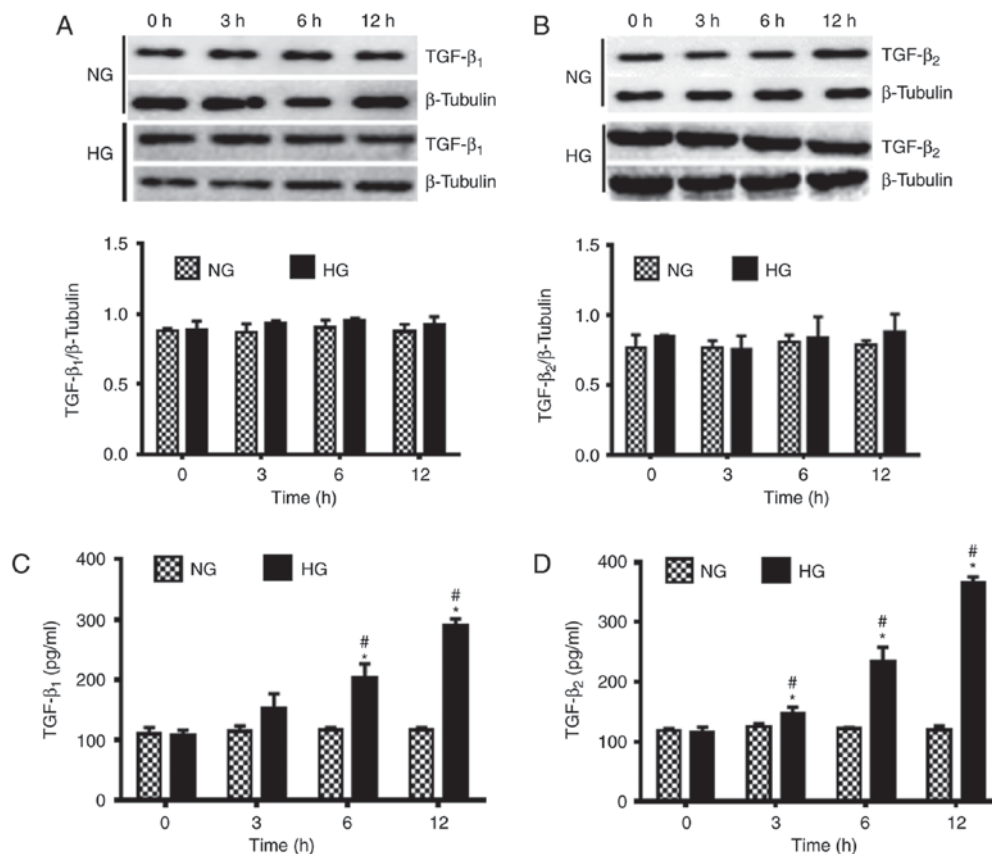 A
0 h 3 h 6 h 12 h
NG
TGF-β₁
β-Tubulin
HG
TGF-β₁
β-Tubulin
1.5
1.0
0.5
0.0
TGF-β₁/β-Tubulin
NG HG
0 3 6 12
Time (h)
B
0 h 3 h 6 h 12 h
NG
TGF-β₂
β-Tubulin
HG
TGF-β₂
β-Tubulin
1.5
1.0
0.5
0.0
TGF-β₂/β-Tubulin
NG HG
0 3 6 12
Time (h)
C
400
300
200
100
0
TGF-β₁ (pg/ml)
NG HG
#
*
#
*
0 3 6 12
Time (h)
D
400
300
200
100
0
TGF-β₂ (pg/ml)
NG HG
#
*
#
*
#
*
0 3 6 12
Time (h)